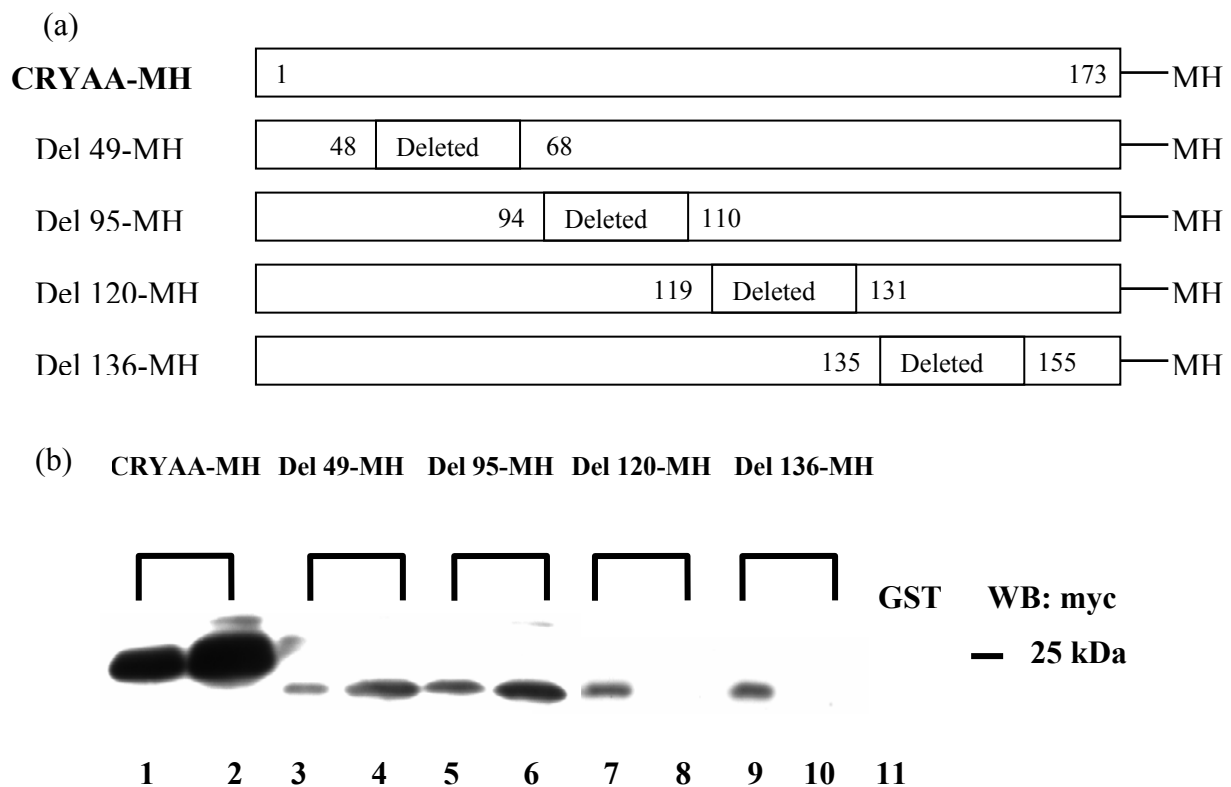 (a)
CRYAA-MH 1 173 MH
Del 49-MH 48 Deleted 68 MH
Del 95-MH 94 Deleted 110 MH
Del 120-MH 119 Deleted 131 MH
Del 136-MH 135 Deleted 155 MH
(b) CRYAA-MH Del 49-MH Del 95-MH Del 120-MH Del 136-MH
GST WB: myc
25 kDa
1 2 3 4 5 6 7 8 9 10 11